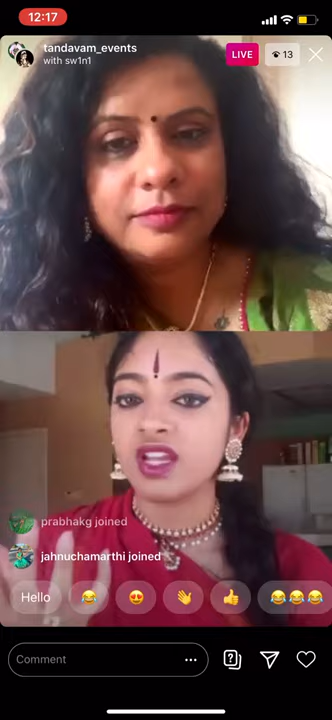 12:17
tandavam_events
with sw1n1
LIVE
13
prabhakg joined
jahnuchamarthi joined
Hello
Comment